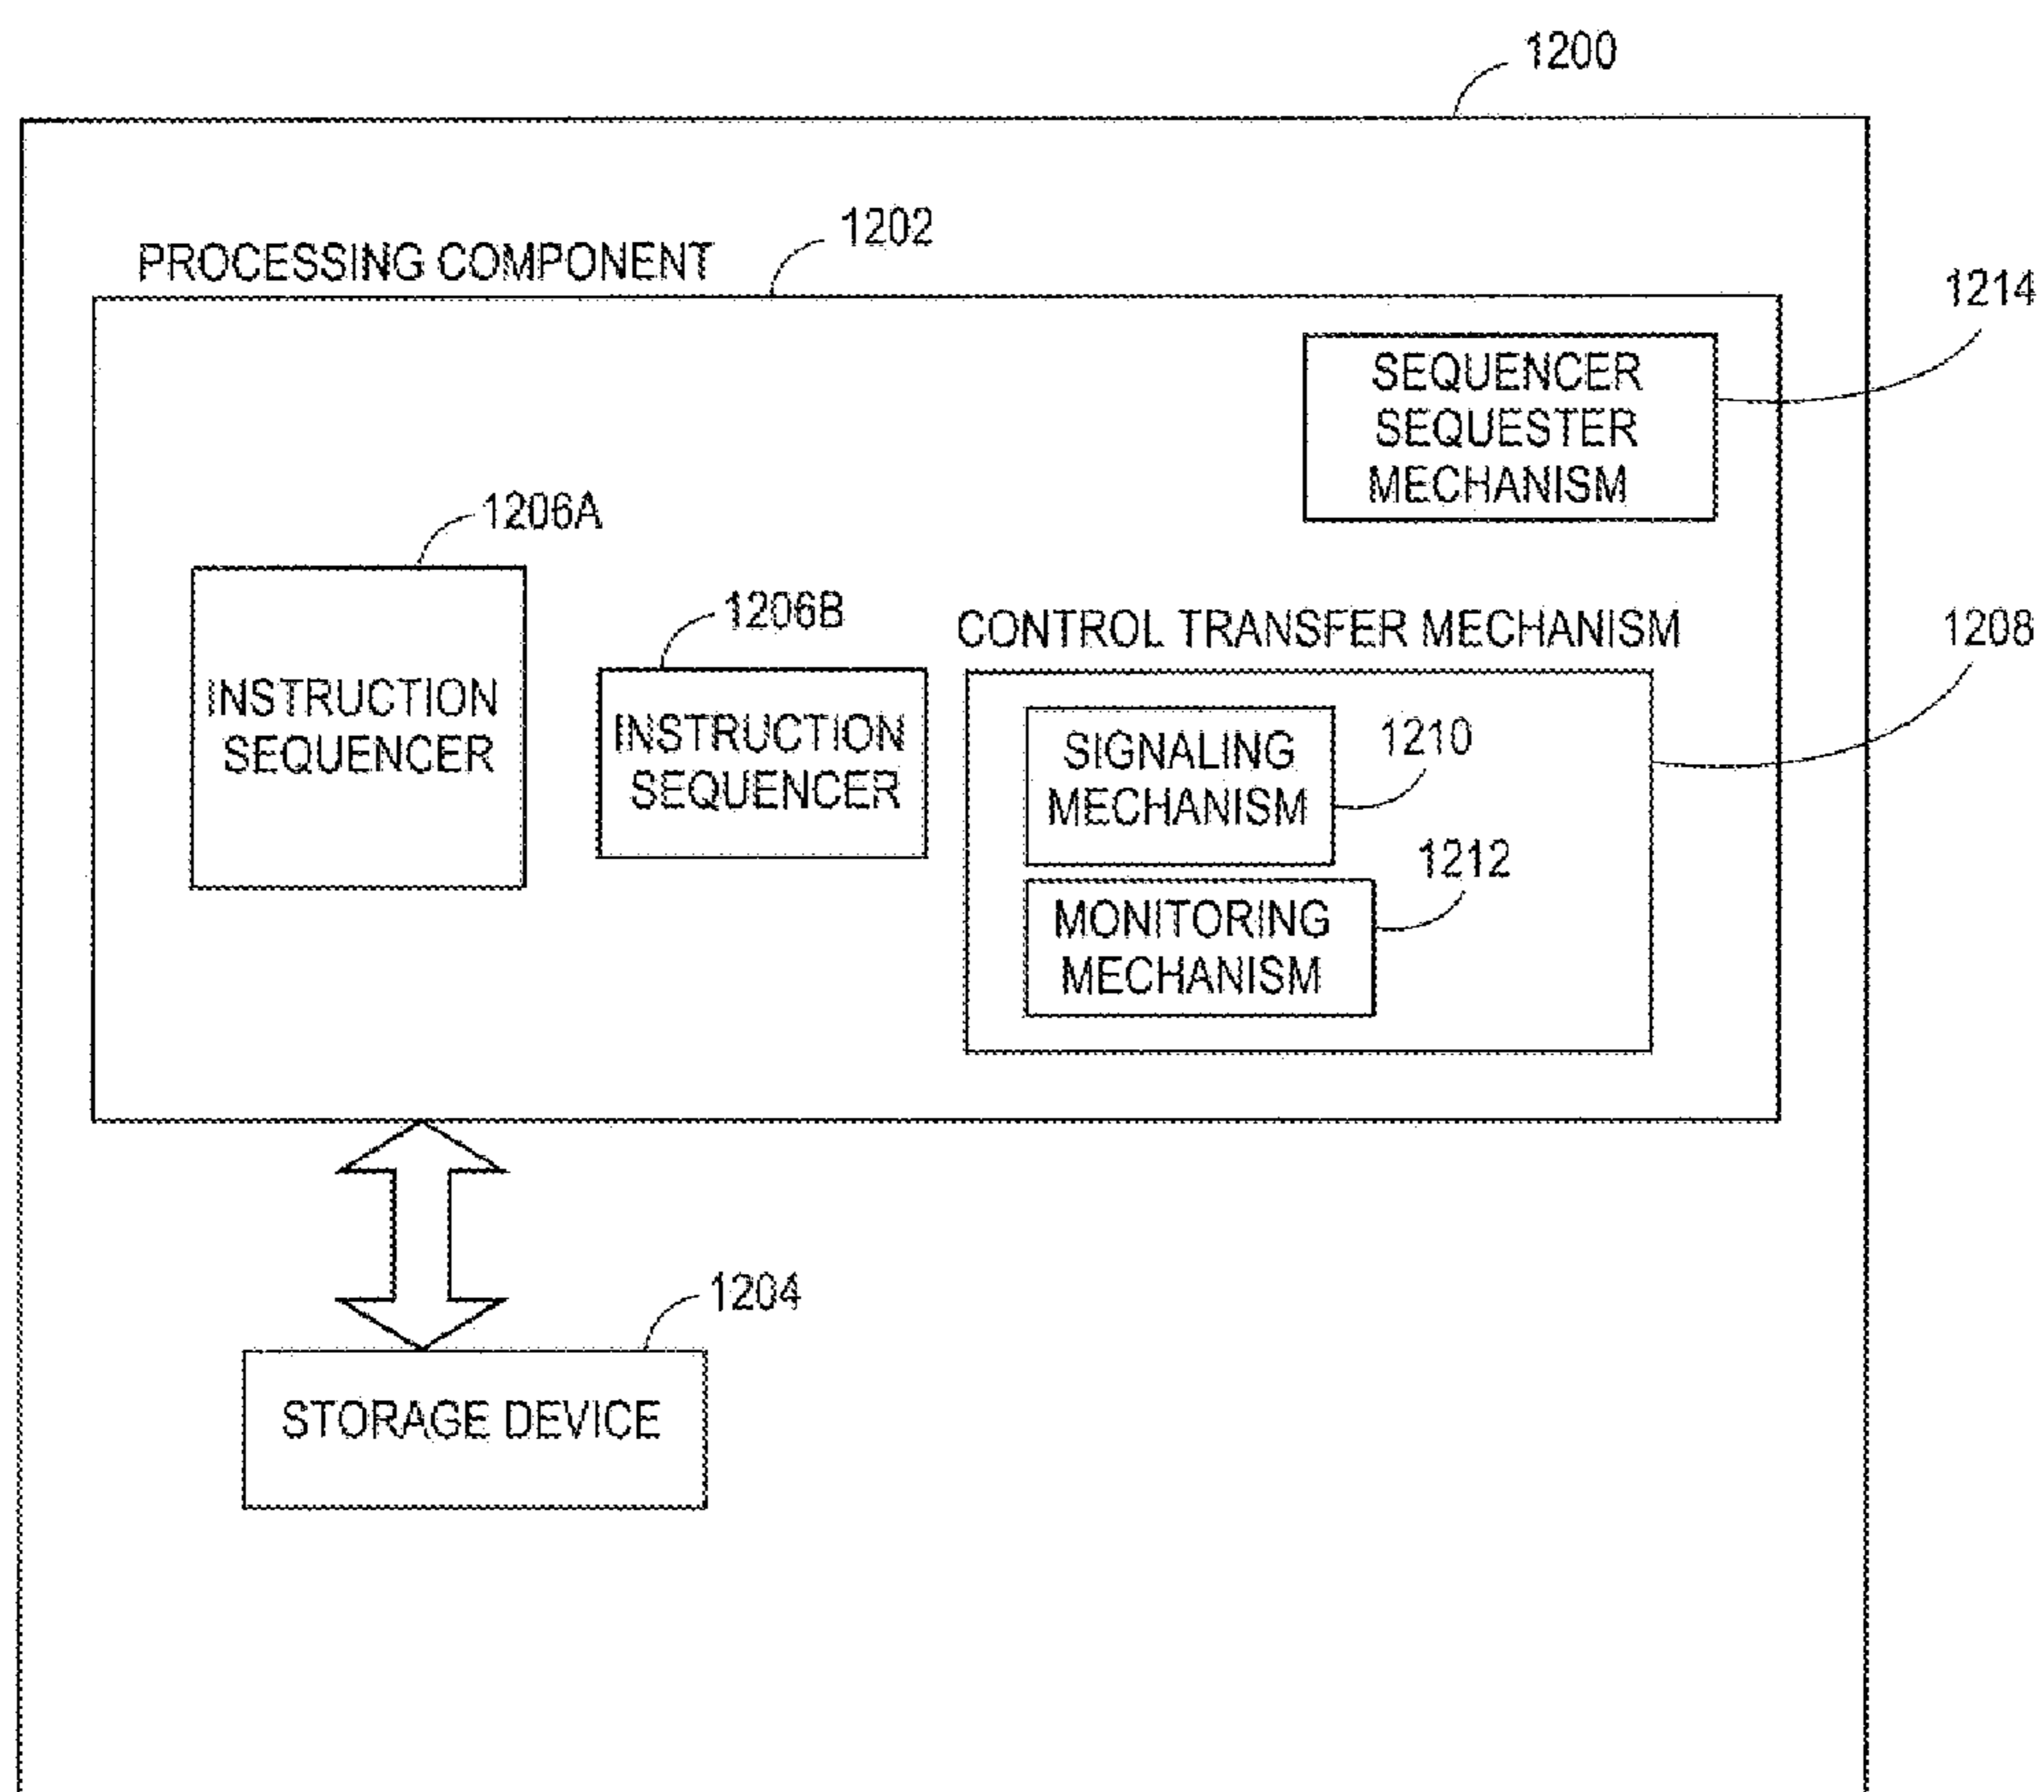 1200
1202
PROCESSING COMPONENT
1214
SEQUENCER
SEQUESTER
MECHANISM
1206A
1206B
CONTROL TRANSFER MECHANISM
1208
INSTRUCTION
SEQUENCER
INSTRUCTION
SEQUENCER
SIGNALING
MECHANISM
1210
1212
MONITORING
MECHANISM
1204
STORAGE DEVICE